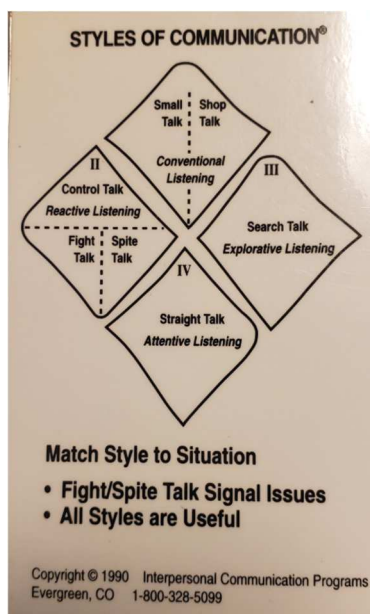 STYLES OF COMMUNICATION®
Small Talk
Shop Talk
Conventional
Listening
II
Control Talk
Reactive Listening
Fight Talk
Spite Talk
III
Search Talk
Explorative Listening
IV
Straight Talk
Attentive Listening
Match Style to Situation
• Fight/Spite Talk Signal Issues
• All Styles are Useful
Copyright © 1990 Interpersonal Communication Programs
Evergreen, CO 1-800-328-5099